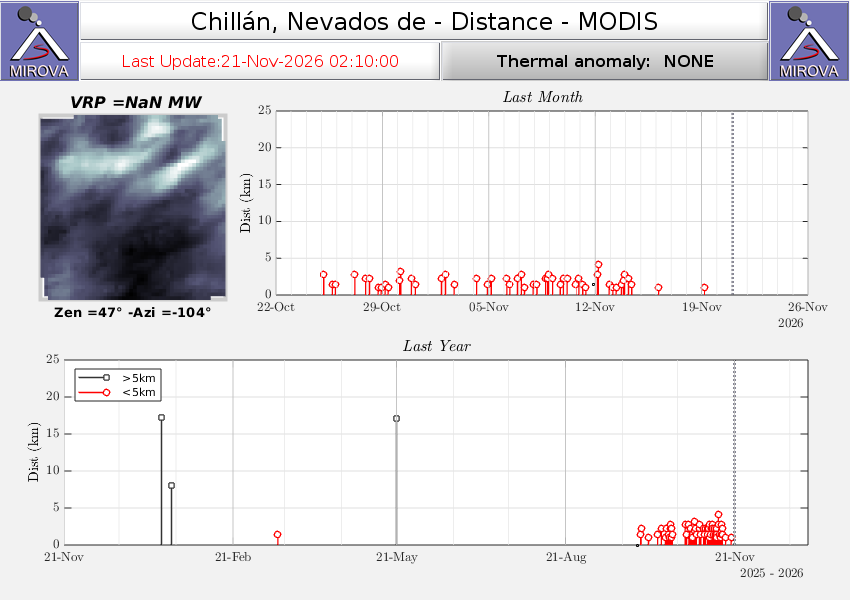 Chillán, Nevados de - Distance - MODIS
MIROVA
Last Update:21-Nov-2026 02:10:00
Thermal anomaly: NONE
MIROVA
VRP =NaN MW
Zen =47° -Azi =-104°
Last Month
Dist (km)
25
20
15
10
5
0
22-Oct
29-Oct
05-Nov
12-Nov
19-Nov
26-Nov
2026
Last Year
>5km
<5km
Dist (km)
25
20
15
10
5
0
21-Nov
21-Feb
21-May
21-Aug
21-Nov
2025 - 2026